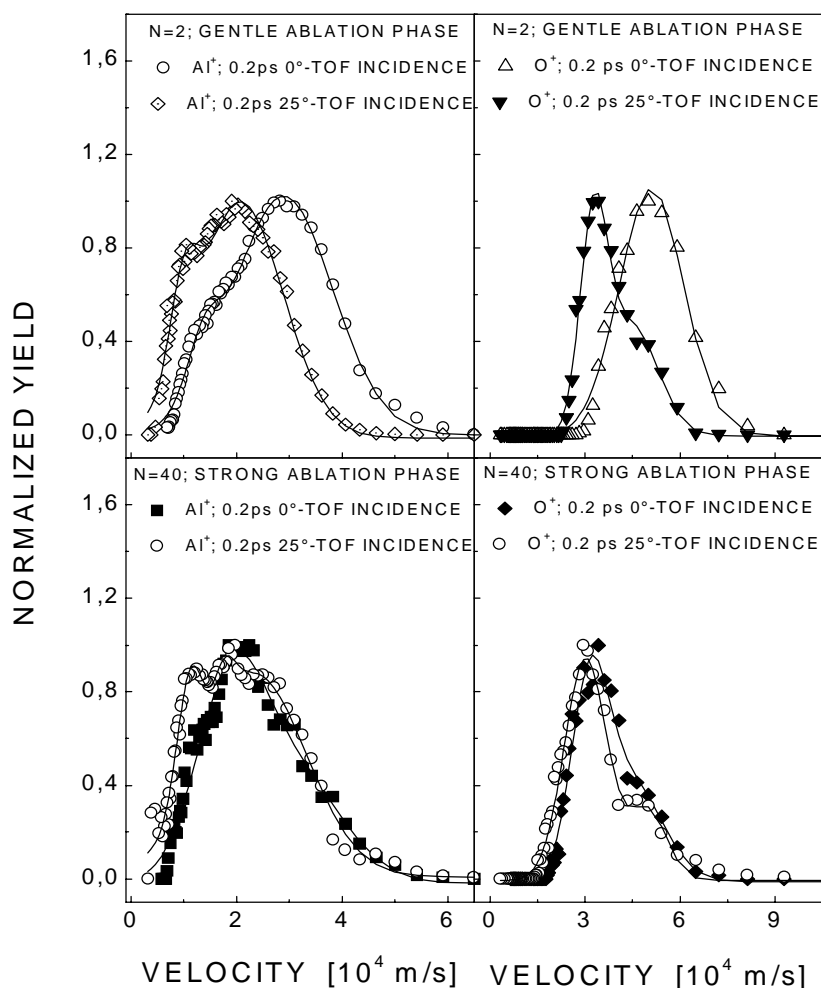 N=2; GENTLE ABLATION PHASE
Al+; 0.2ps 0°-TOF INCIDENCE
Al+; 0.2ps 25°-TOF INCIDENCE
N=2; GENTLE ABLATION PHASE
O+; 0.2 ps 0°-TOF INCIDENCE
O+; 0.2 ps 25°-TOF INCIDENCE
1,6
1,2
0.8
0.4
0,0
N=40; STRONG ABLATION PHASE
Al+; 0.2ps 0°-TOF INCIDENCE
Al+; 0.2ps 25°-TOF INCIDENCE
N=40; STRONG ABLATION PHASE
O+; 0.2 ps 0°-TOF INCIDENCE
O+; 0.2 ps 25°-TOF INCIDENCE
1,6
1,2
0.8
0.4
0,0
0 2 4 6
0 3 6 9
NORMALIZED YIELD
VELOCITY [10⁴ m/s]
VELOCITY [10⁴ m/s]